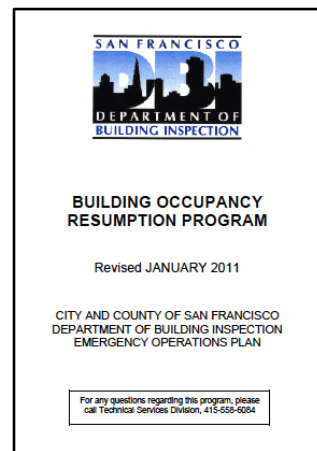 SAN FRANCISCO
DBI
DEPARTMENT OF
BUILDING INSPECTION
BUILDING OCCUPANCY
RESUMPTION PROGRAM
Revised JANUARY 2011
CITY AND COUNTY OF SAN FRANCISCO
DEPARTMENT OF BUILDING INSPECTION
EMERGENCY OPERATIONS PLAN
For any questions regarding this program, please
call Technical Services Division, 415-558-6084